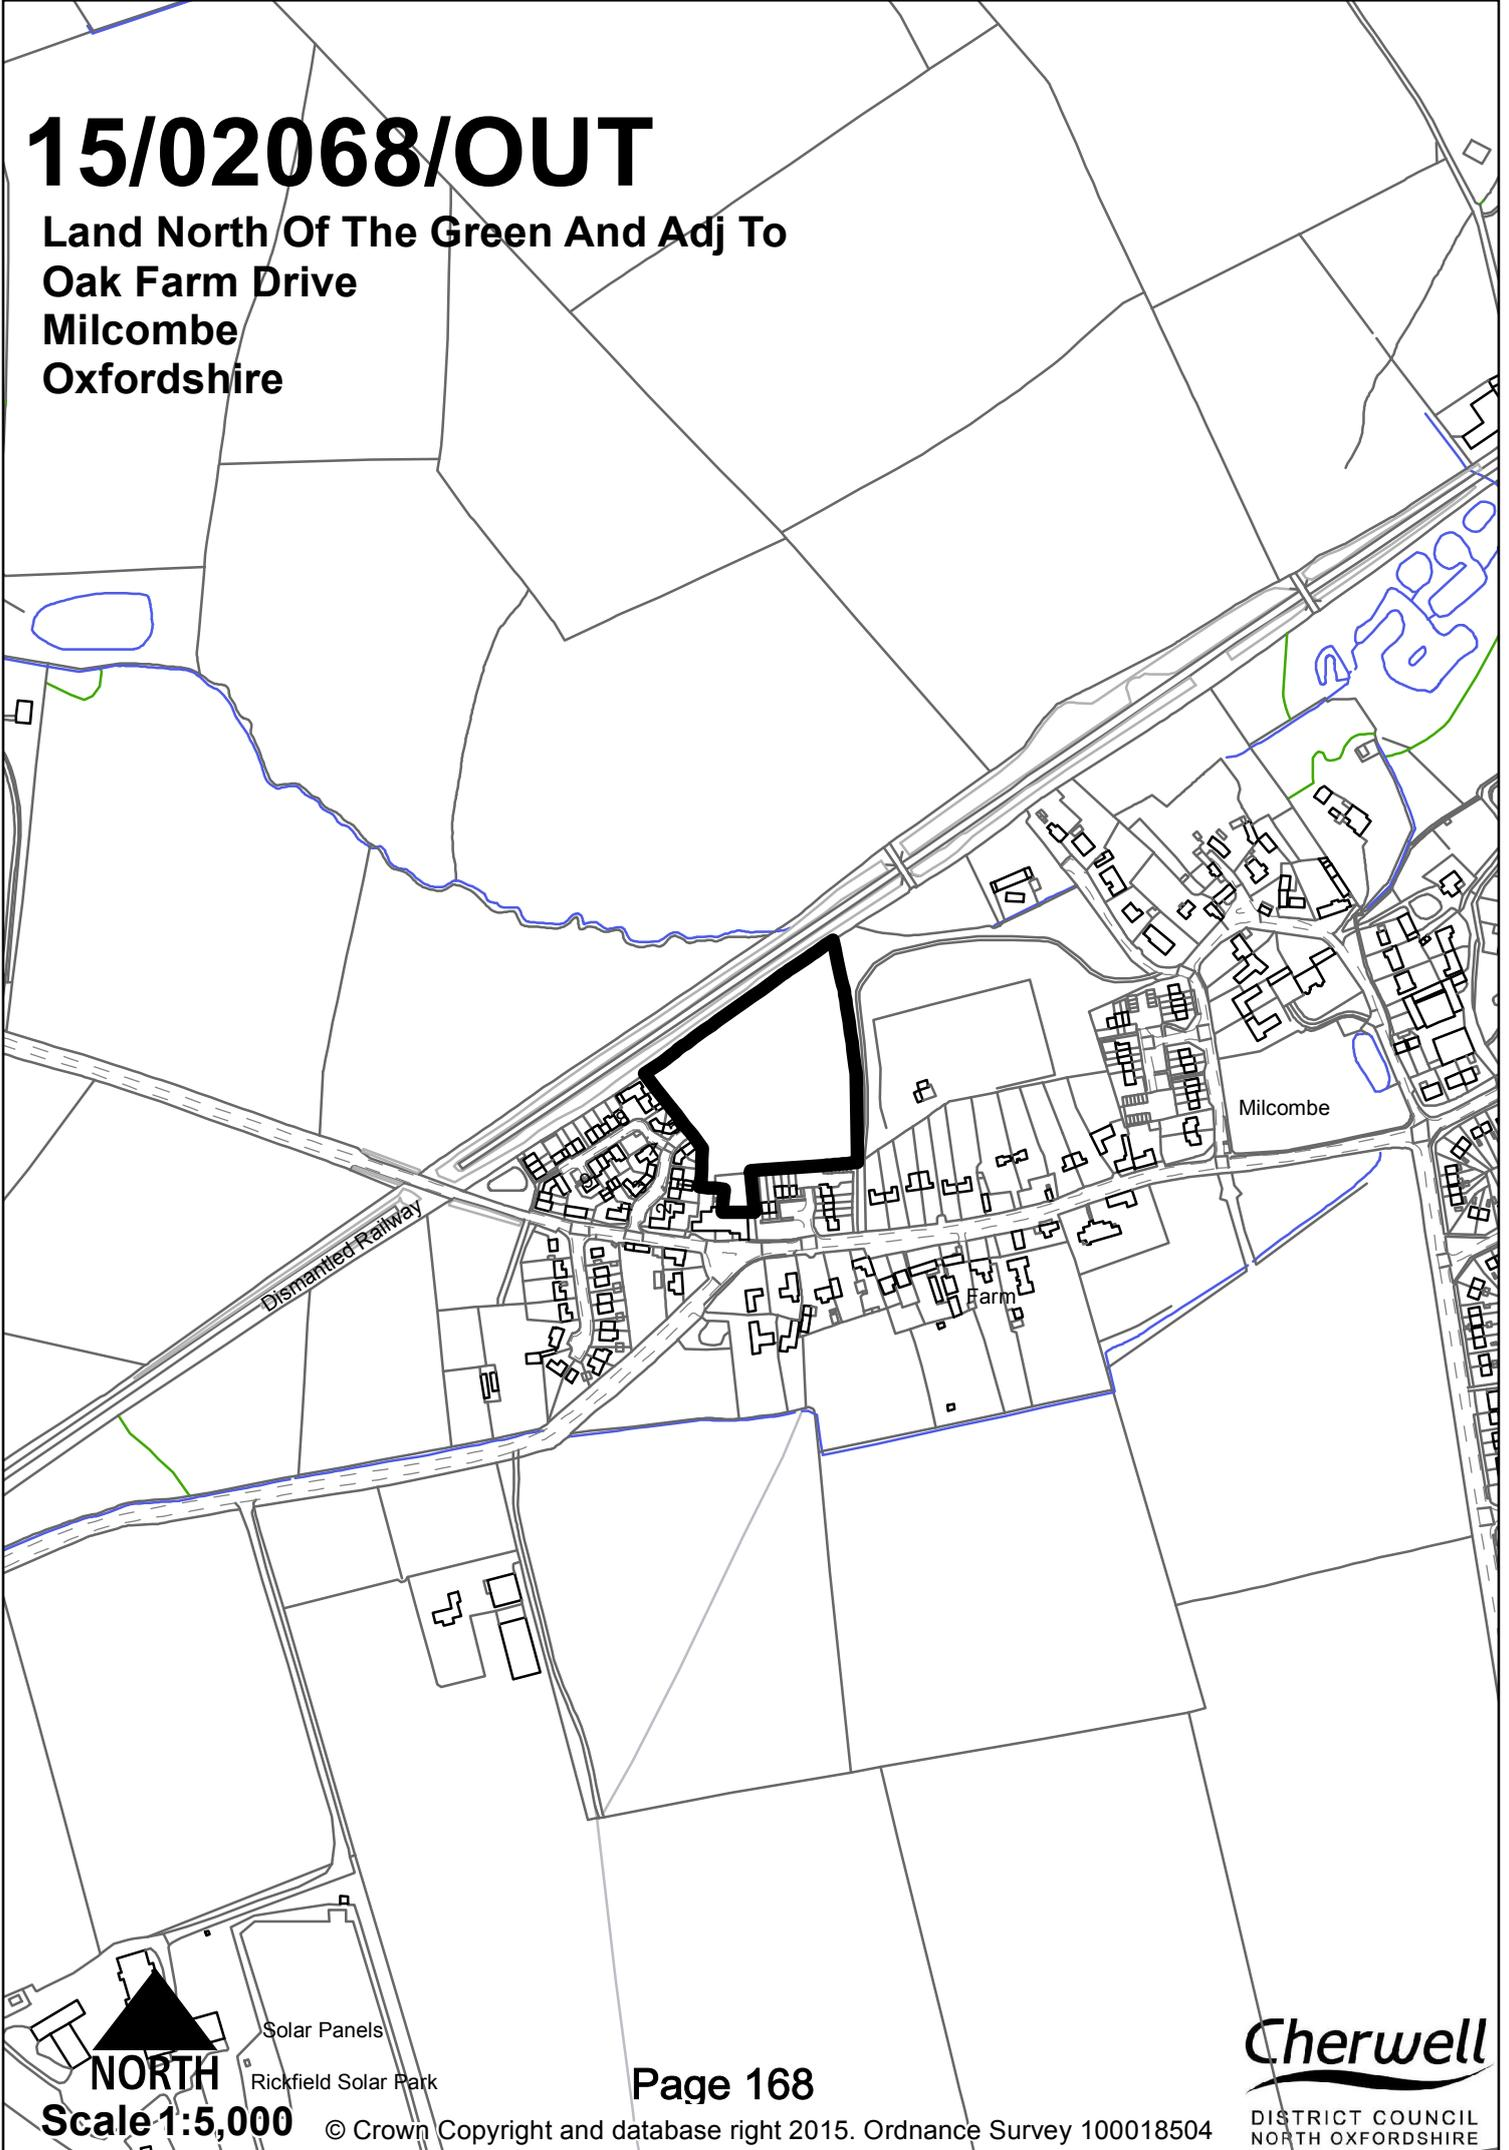 15/02068/OUT
Land North Of The Green And Adj To
Oak Farm Drive
Milcombe
Oxfordshire
Milcombe
Dismantled Railway
Farm
Solar Panels
Rickfield Solar Park
NORTH
Scale 1:5,000
Page 168
© Crown Copyright and database right 2015. Ordnance Survey 100018504
Cherwell
DISTRICT COUNCIL
NORTH OXFORDSHIRE